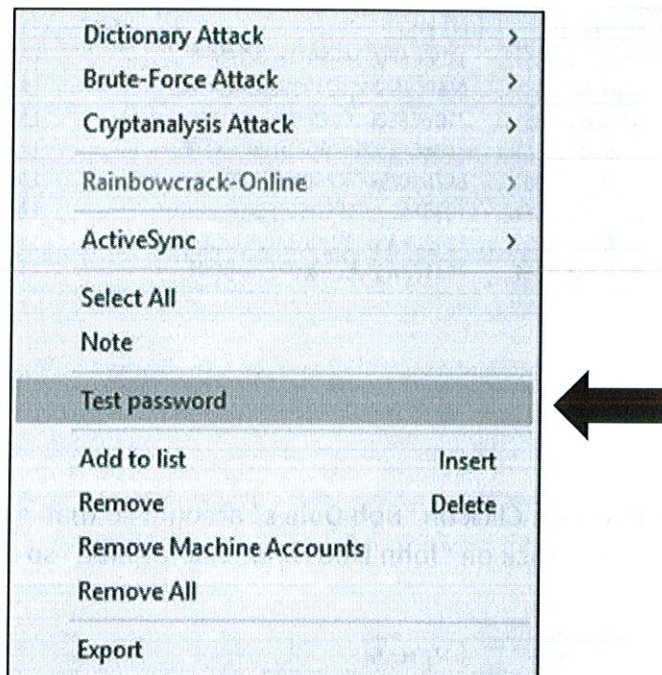 Dictionary Attack >
Brute-Force Attack >
Cryptanalysis Attack >
Rainbowcrack-Online >
ActiveSync >
Select All
Note
Test password
Add to list Insert
Remove Delete
Remove Machine Accounts
Remove All
Export